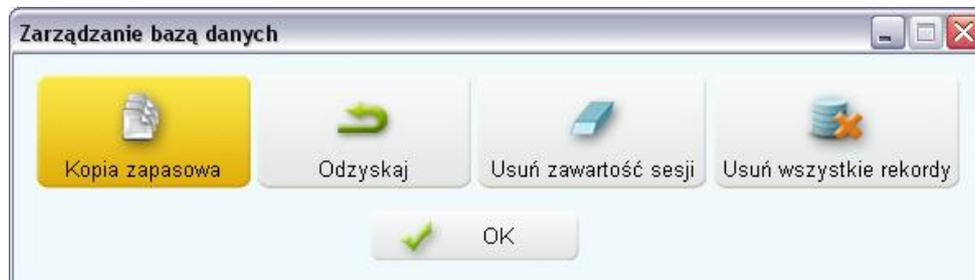 Zarządzanie bazą danych
Kopia zapasowa
Odzyskaj
Usuń zawartość sesji
Usuń wszystkie rekordy
OK